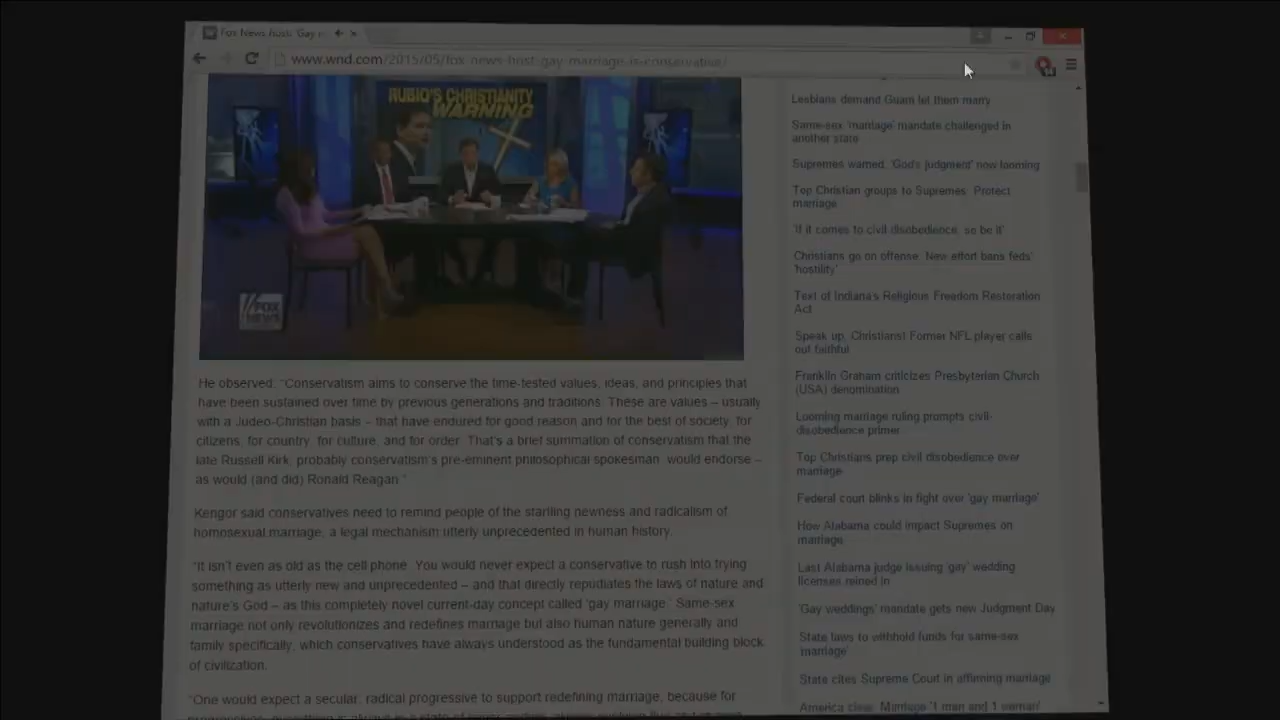 Fox News host: 'Gay
www.wnd.com/2015/05/fox-news-host-gay-marriage-is-conservative/
RUBIO'S CHRISTIANITY
WARNING
FOX
NEWS
He observed: "Conservatism aims to conserve the time-tested values, ideas, and principles that
have been sustained over time by previous generations and traditions. These are values – usually
with a Judeo-Christian basis – that have endured for good reason and for the best of society, for
citizens, for country, for culture, and for order. That's a brief summation of conservatism that the
late Russell Kirk, probably conservatism's pre-eminent philosophical spokesman, would endorse –
as would (and did) Ronald Reagan."
Kengor said conservatives need to remind people of the startling newness and radicalism of
homosexual marriage, a legal mechanism utterly unprecedented in human history.
"It isn't even as old as the cell phone. You would never expect a conservative to rush into trying
something as utterly new and unprecedented – and that directly repudiates the laws of nature and
nature's God – as this completely novel current-day concept called 'gay marriage.' Same-sex
marriage not only revolutionizes and redefines marriage but also human nature generally and
family specifically, which conservatives have always understood as the fundamental building block
of civilization.
"One would expect a secular, radical progressive to support redefining marriage, because for
Lesbians demand Guam let them marry
Same-sex 'marriage' mandate challenged in
another state
Supremes warned: 'God's judgment' now looming
Top Christian groups to Supremes: Protect
marriage
'If it comes to civil disobedience, so be it'
Christians go on offense: New effort bans feds'
'hostility'
Text of Indiana's Religious Freedom Restoration
Act
Speak up, Christians! Former NFL player calls
out faithful
Franklin Graham criticizes Presbyterian Church
(USA) denomination
Looming marriage ruling prompts civil-
disobedience primer
Top Christians prep civil disobedience over
marriage
Federal court blinks in fight over 'gay marriage'
How Alabama could impact Supremes on
marriage
Last Alabama judge issuing 'gay' wedding
licenses reined in
'Gay weddings' mandate gets new Judgment Day
State laws to withhold funds for same-sex
'marriage'
State cites Supreme Court in affirming marriage
America clear: Marriage '1 man and 1 woman'